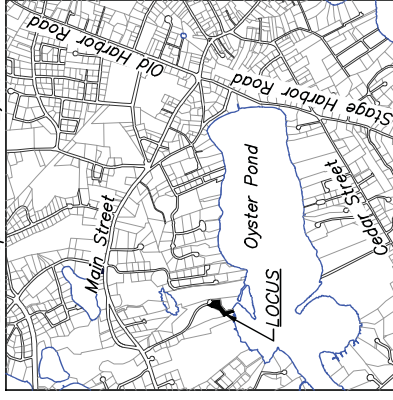 Old Harbor Road
Stage Harbor Road
Oyster Pond
Main Street
Cedar Street
LOCUS